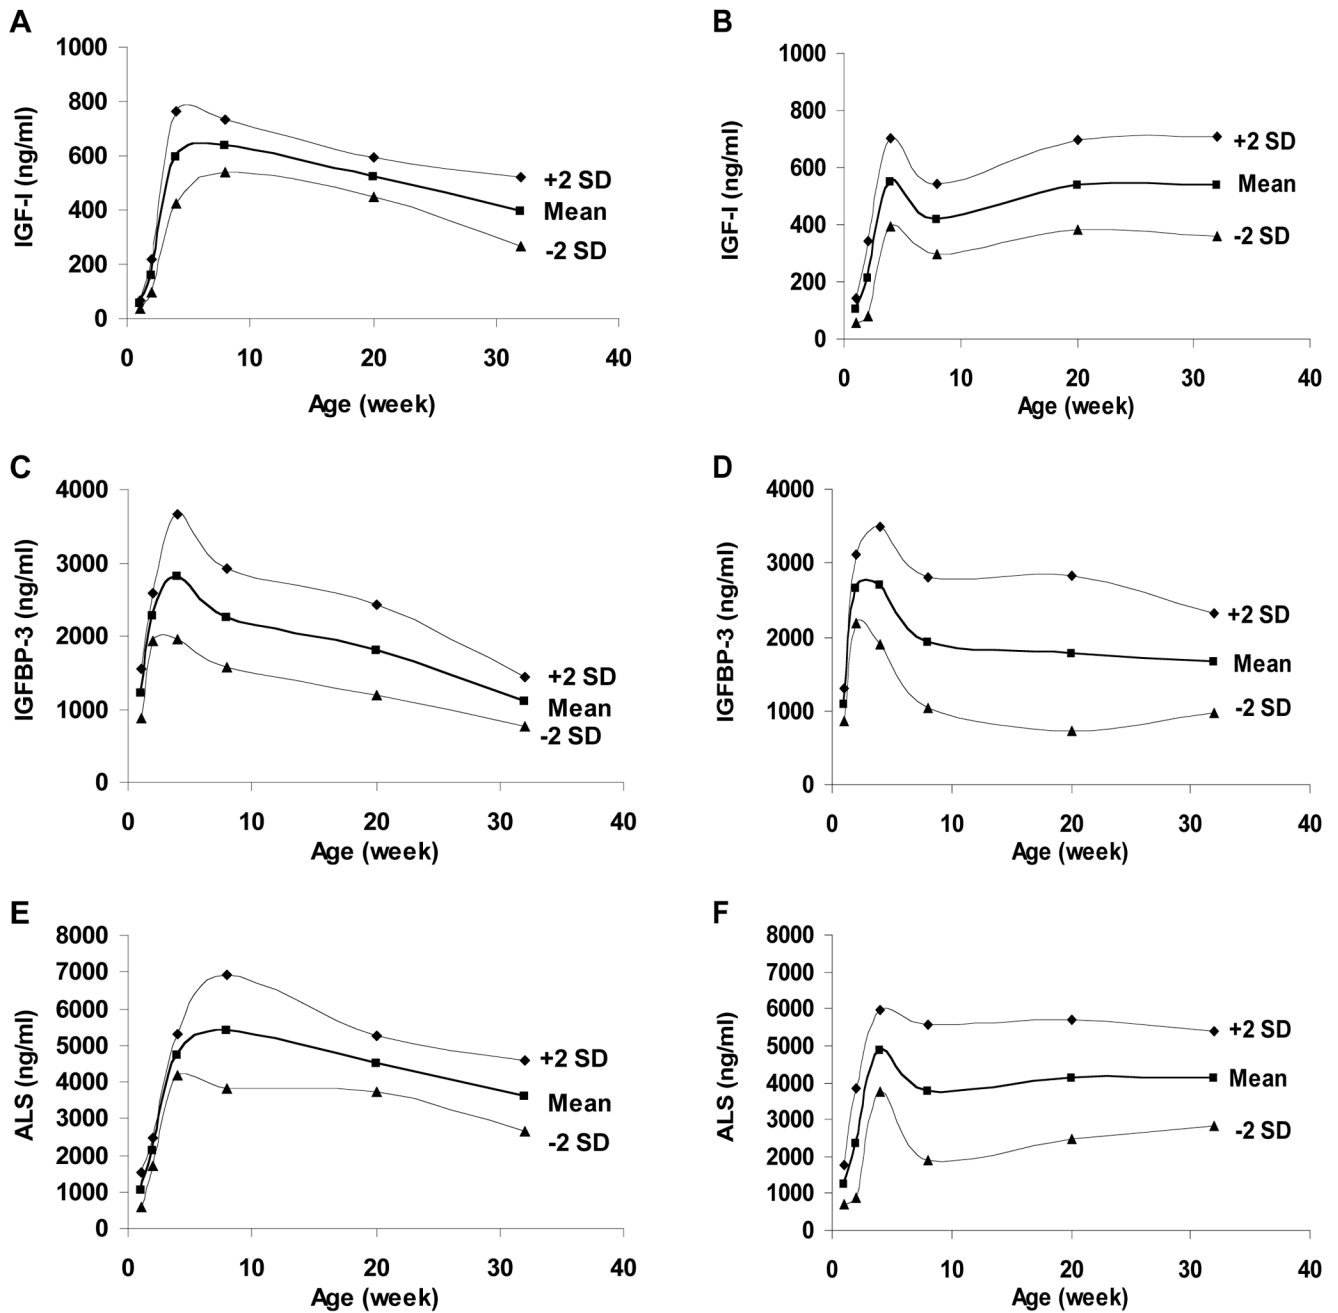 A
IGF-I (ng/ml)
1000
800
600
400
200
0
0 10 20 30 40
Age (week)
+2 SD
Mean
-2 SD
B
IGF-I (ng/ml)
1000
800
600
400
200
0
0 10 20 30 40
Age (week)
+2 SD
Mean
-2 SD
C
IGFBP-3 (ng/ml)
4000
3000
2000
1000
0
0 10 20 30 40
Age (week)
+2 SD
Mean
-2 SD
D
IGFBP-3 (ng/ml)
4000
3000
2000
1000
0
0 10 20 30 40
Age (week)
+2 SD
Mean
-2 SD
E
ALS (ng/ml)
8000
7000
6000
5000
4000
3000
2000
1000
0
0 10 20 30 40
Age (week)
+2 SD
Mean
-2 SD
F
ALS (ng/ml)
8000
7000
6000
5000
4000
3000
2000
1000
0
0 10 20 30 40
Age (week)
+2 SD
Mean
-2 SD